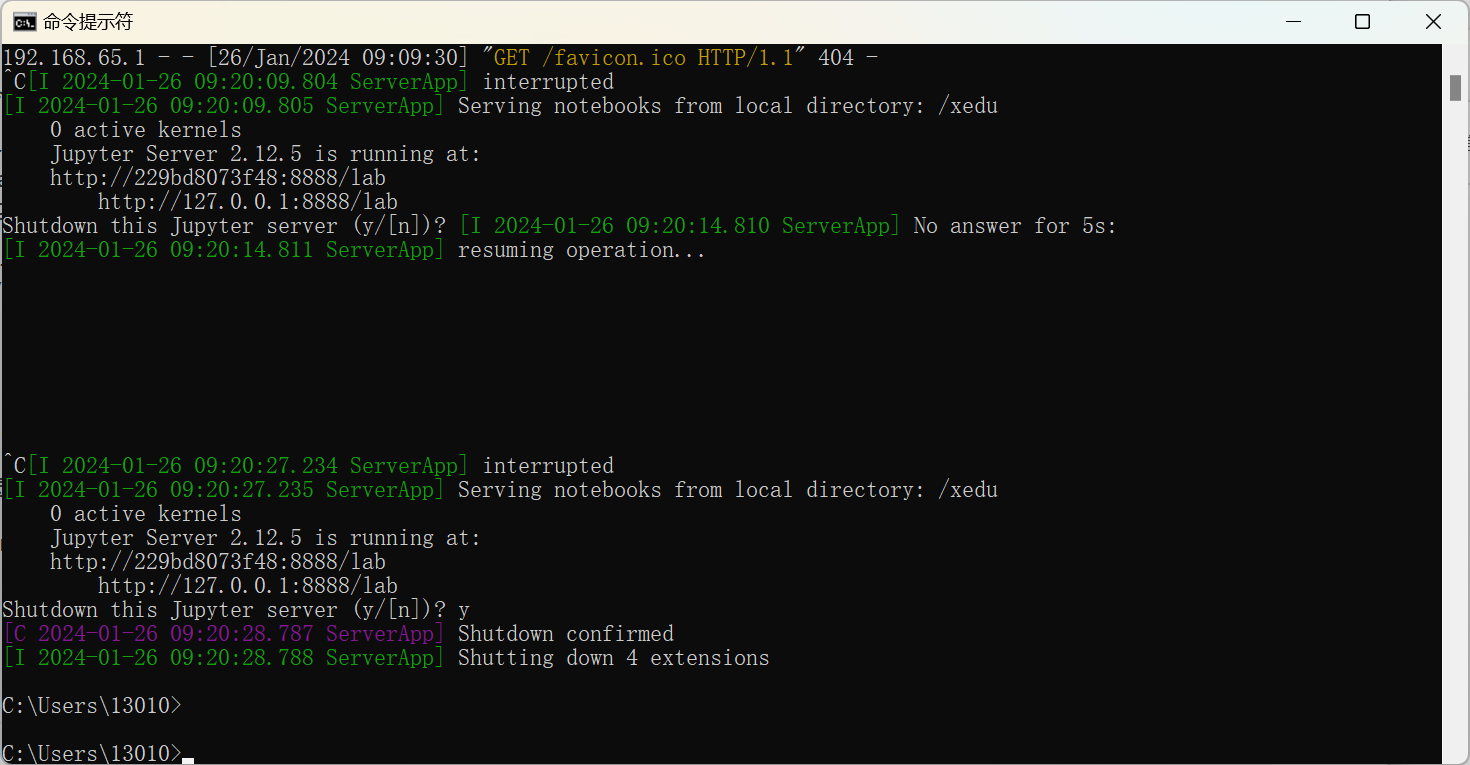 命令提示符
192.168.65.1 - - [26/Jan/2024 09:09:30] "GET /favicon.ico HTTP/1.1" 404 -
^C[I 2024-01-26 09:20:09.804 ServerApp] interrupted
[I 2024-01-26 09:20:09.805 ServerApp] Serving notebooks from local directory: /xedu
    0 active kernels
    Jupyter Server 2.12.5 is running at:
    http://229bd8073f48:8888/lab
        http://127.0.0.1:8888/lab
Shutdown this Jupyter server (y/[n])? [I 2024-01-26 09:20:14.810 ServerApp] No answer for 5s:
[I 2024-01-26 09:20:14.811 ServerApp] resuming operation...
^C[I 2024-01-26 09:20:27.234 ServerApp] interrupted
[I 2024-01-26 09:20:27.235 ServerApp] Serving notebooks from local directory: /xedu
    0 active kernels
    Jupyter Server 2.12.5 is running at:
    http://229bd8073f48:8888/lab
        http://127.0.0.1:8888/lab
Shutdown this Jupyter server (y/[n])? y
[C 2024-01-26 09:20:28.787 ServerApp] Shutdown confirmed
[I 2024-01-26 09:20:28.788 ServerApp] Shutting down 4 extensions
C:\Users\13010>
C:\Users\13010>